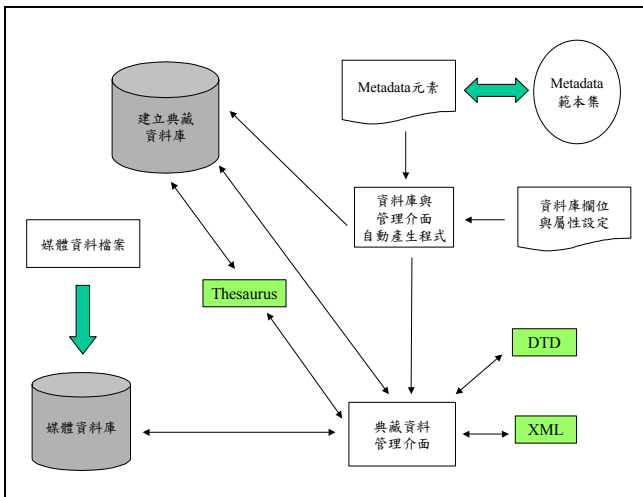 Metadata元素
Metadata
範本集
建立典藏
資料庫
資料庫與
管理介面
自動產生程式
資料庫欄位
與屬性設定
媒體資料檔案
Thesaurus
DTD
媒體資料庫
典藏資料
管理介面
XML